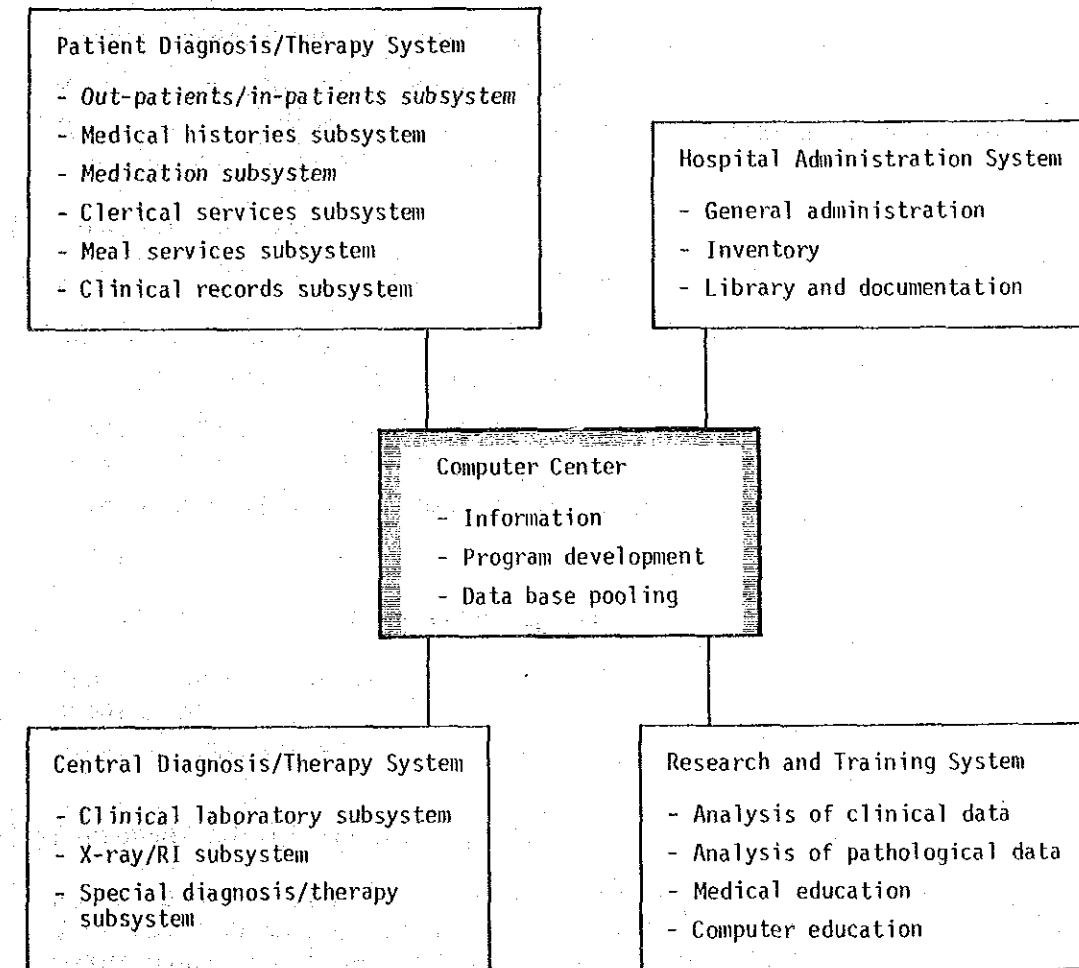 Patient Diagnosis/Therapy System
- Out-patients/in-patients subsystem
- Medical histories subsystem
- Medication subsystem
- Clerical services subsystem
- Meal services subsystem
- Clinical records subsystem
Hospital Administration System
- General administration
- Inventory
- Library and documentation
Computer Center
- Information
- Program development
- Data base pooling
Central Diagnosis/Therapy System
- Clinical laboratory subsystem
- X-ray/RI subsystem
- Special diagnosis/therapy
subsystem
Research and Training System
- Analysis of clinical data
- Analysis of pathological data
- Medical education
- Computer education